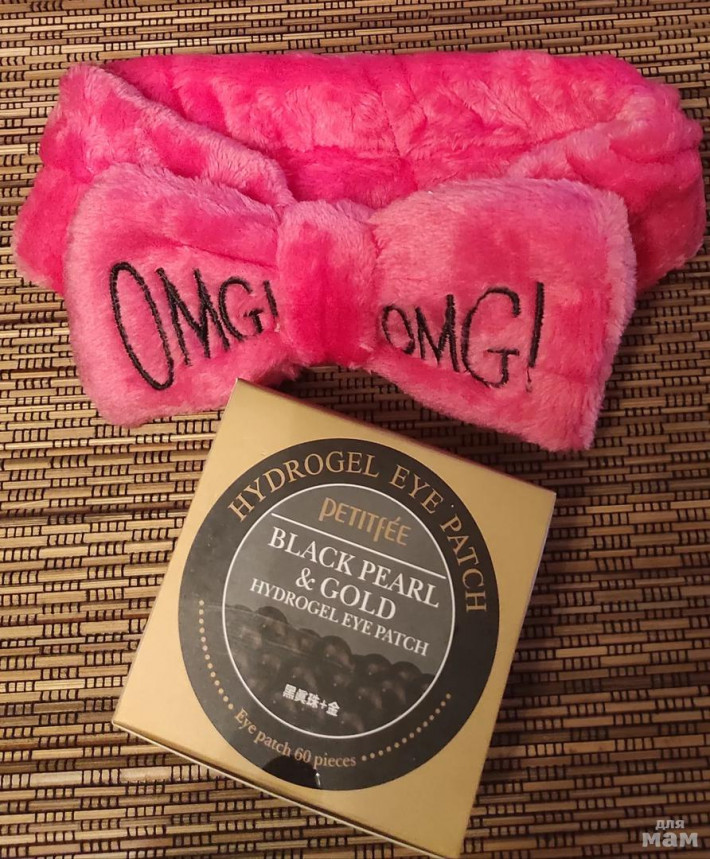 OMG! OMG!
HYDROGEL EYE PATCH
PETITFÉE
BLACK PEARL
& GOLD
HYDROGEL EYE PATCH
黑眞珠+金
Eye patch 60 pieces
для
мам